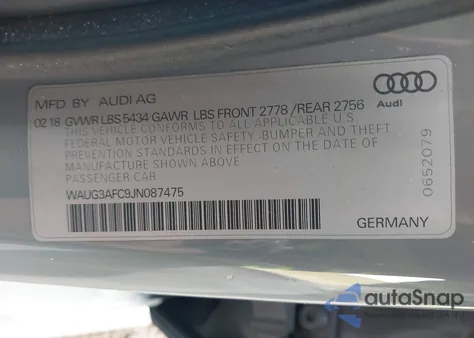 MFD. BY AUDI AG
Audi
02 18 GVWR LBS 5434 GAWR LBS FRONT 2778 /REAR 2756
THIS VEHICLE CONFORMS TO ALL APPLICABLE U.S
FEDERAL MOTOR VEHICLE SAFETY, BUMPER AND THEFT
PREVENTION STANDARDS IN EFFECT ON THE DATE OF
MANUFACTURE SHOWN ABOVE.
PASSENGER CAR
WAUG3AFC9JN087475
GERMANY
0652079
autoSnap